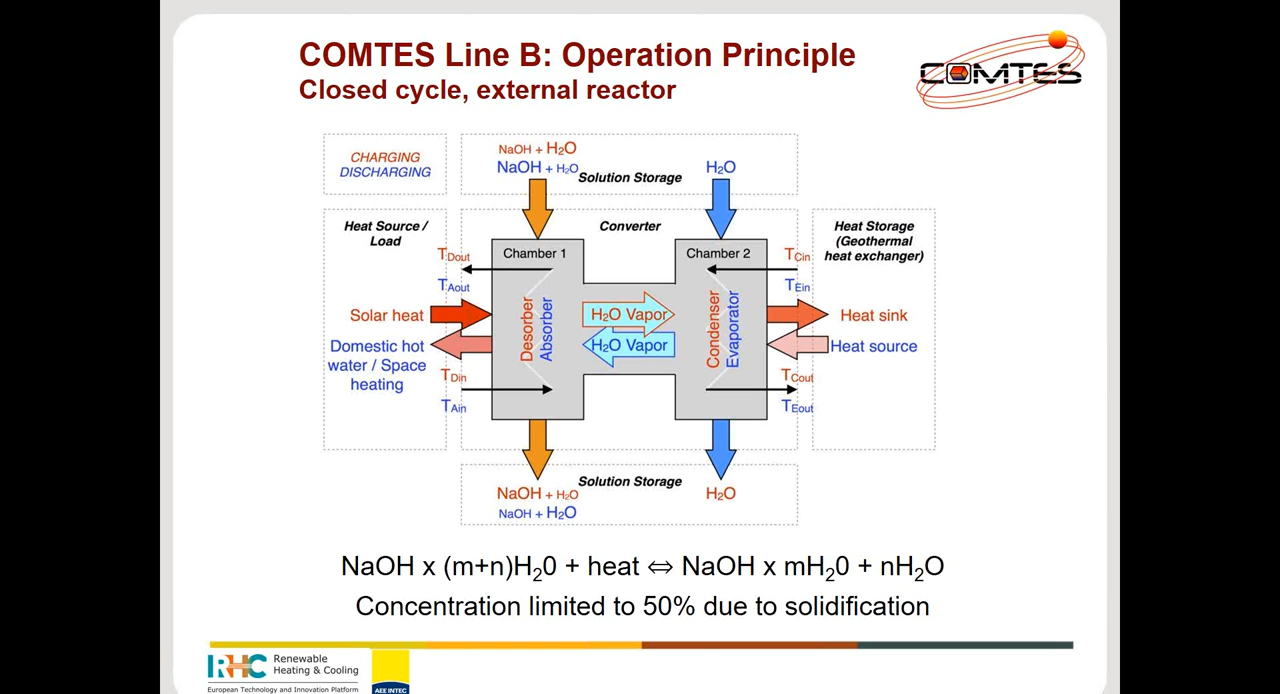 COMTES Line B: Operation Principle
Closed cycle, external reactor
COMTES
CHARGING
DISCHARGING
NaOH + H₂O
NaOH + H₂O
Solution Storage
H₂O
Heat Source /
Load
Converter
Heat Storage
(Geothermal
heat exchanger)
Chamber 1
Chamber 2
TDout
TAout
TCin
TEin
Solar heat
Domestic hot
water / Space
heating
Desorber
Absorber
H₂O Vapor
H₂O Vapor
Condenser
Evaporator
Heat sink
Heat source
TDin
TAin
TCout
TEout
Solution Storage
NaOH + H₂O
NaOH + H₂O
H₂O
NaOH x (m+n)H₂0 + heat ⇔ NaOH x mH₂0 + nH₂O
Concentration limited to 50% due to solidification
RHC
Renewable
Heating & Cooling
European Technology and Innovation Platform
AEE INTEC